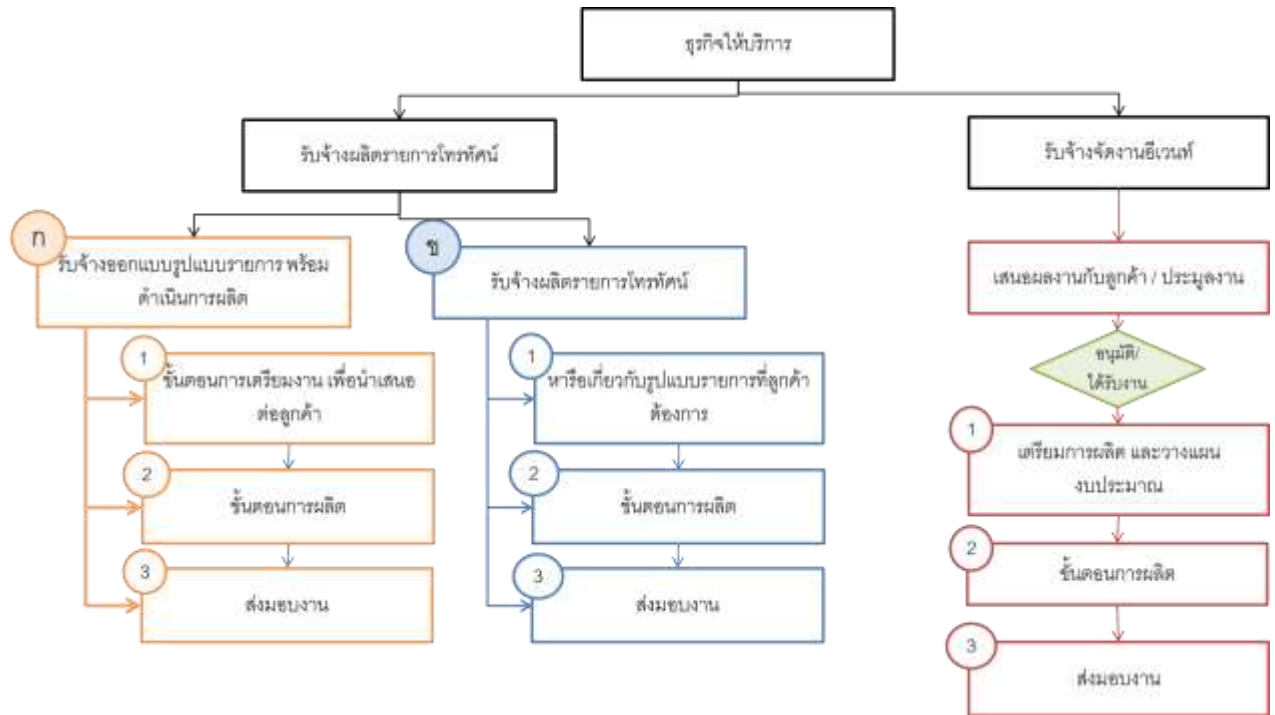 ธุรกิจให้บริการ
รับจ้างผลิตรายการโทรทัศน์
รับจ้างจัดงานอีเวนท์
ก
รับจ้างออกแบบรูปแบบรายการ พร้อม
ดำเนินการผลิต
1
ขั้นตอนการเตรียมงาน เพื่อนำเสนอ
ต่อลูกค้า
2
ขั้นตอนการผลิต
3
ส่งมอบงาน
ข
รับจ้างผลิตรายการโทรทัศน์
1
หารือเกี่ยวกับรูปแบบรายการที่ลูกค้า
ต้องการ
2
ขั้นตอนการผลิต
3
ส่งมอบงาน
เสนอผลงานกับลูกค้า / ประมูลงาน
อนุมัติ/
ได้รับงาน
1
เตรียมการผลิต และวางแผน
งบประมาณ
2
ขั้นตอนการผลิต
3
ส่งมอบงาน